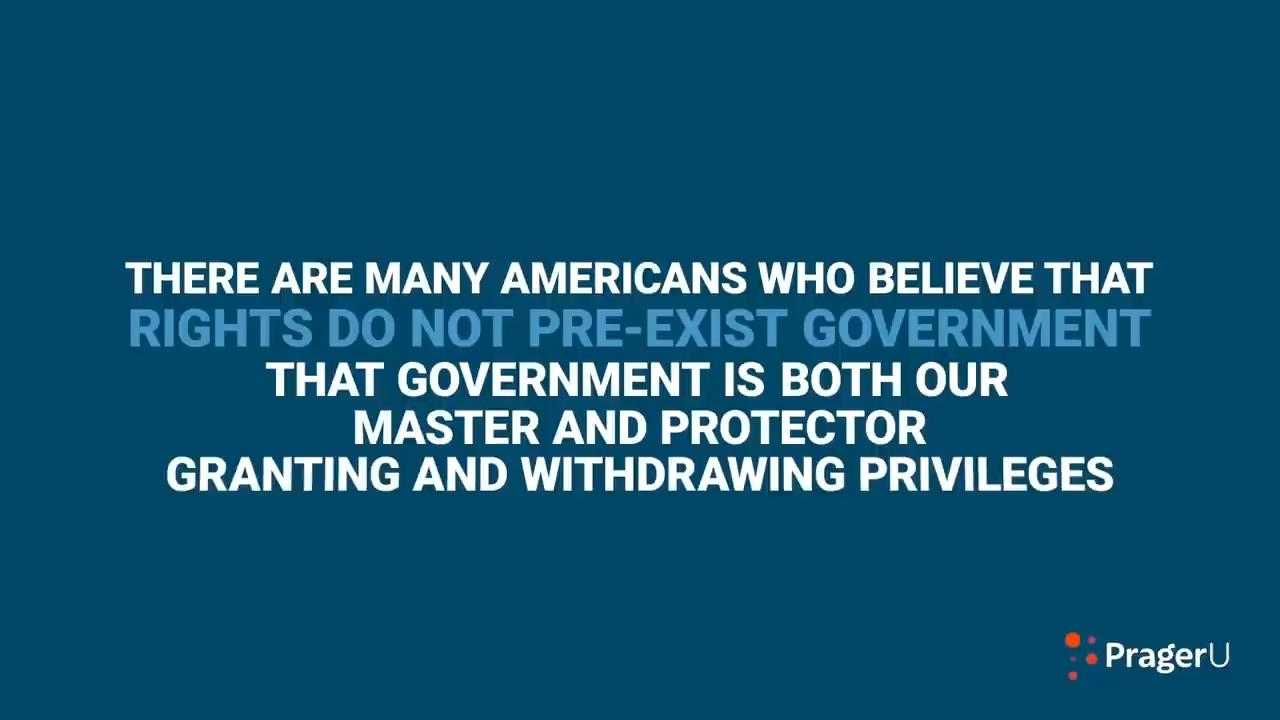 THERE ARE MANY AMERICANS WHO BELIEVE THAT
RIGHTS DO NOT PRE-EXIST GOVERNMENT
THAT GOVERNMENT IS BOTH OUR
MASTER AND PROTECTOR
GRANTING AND WITHDRAWING PRIVILEGES
PragerU